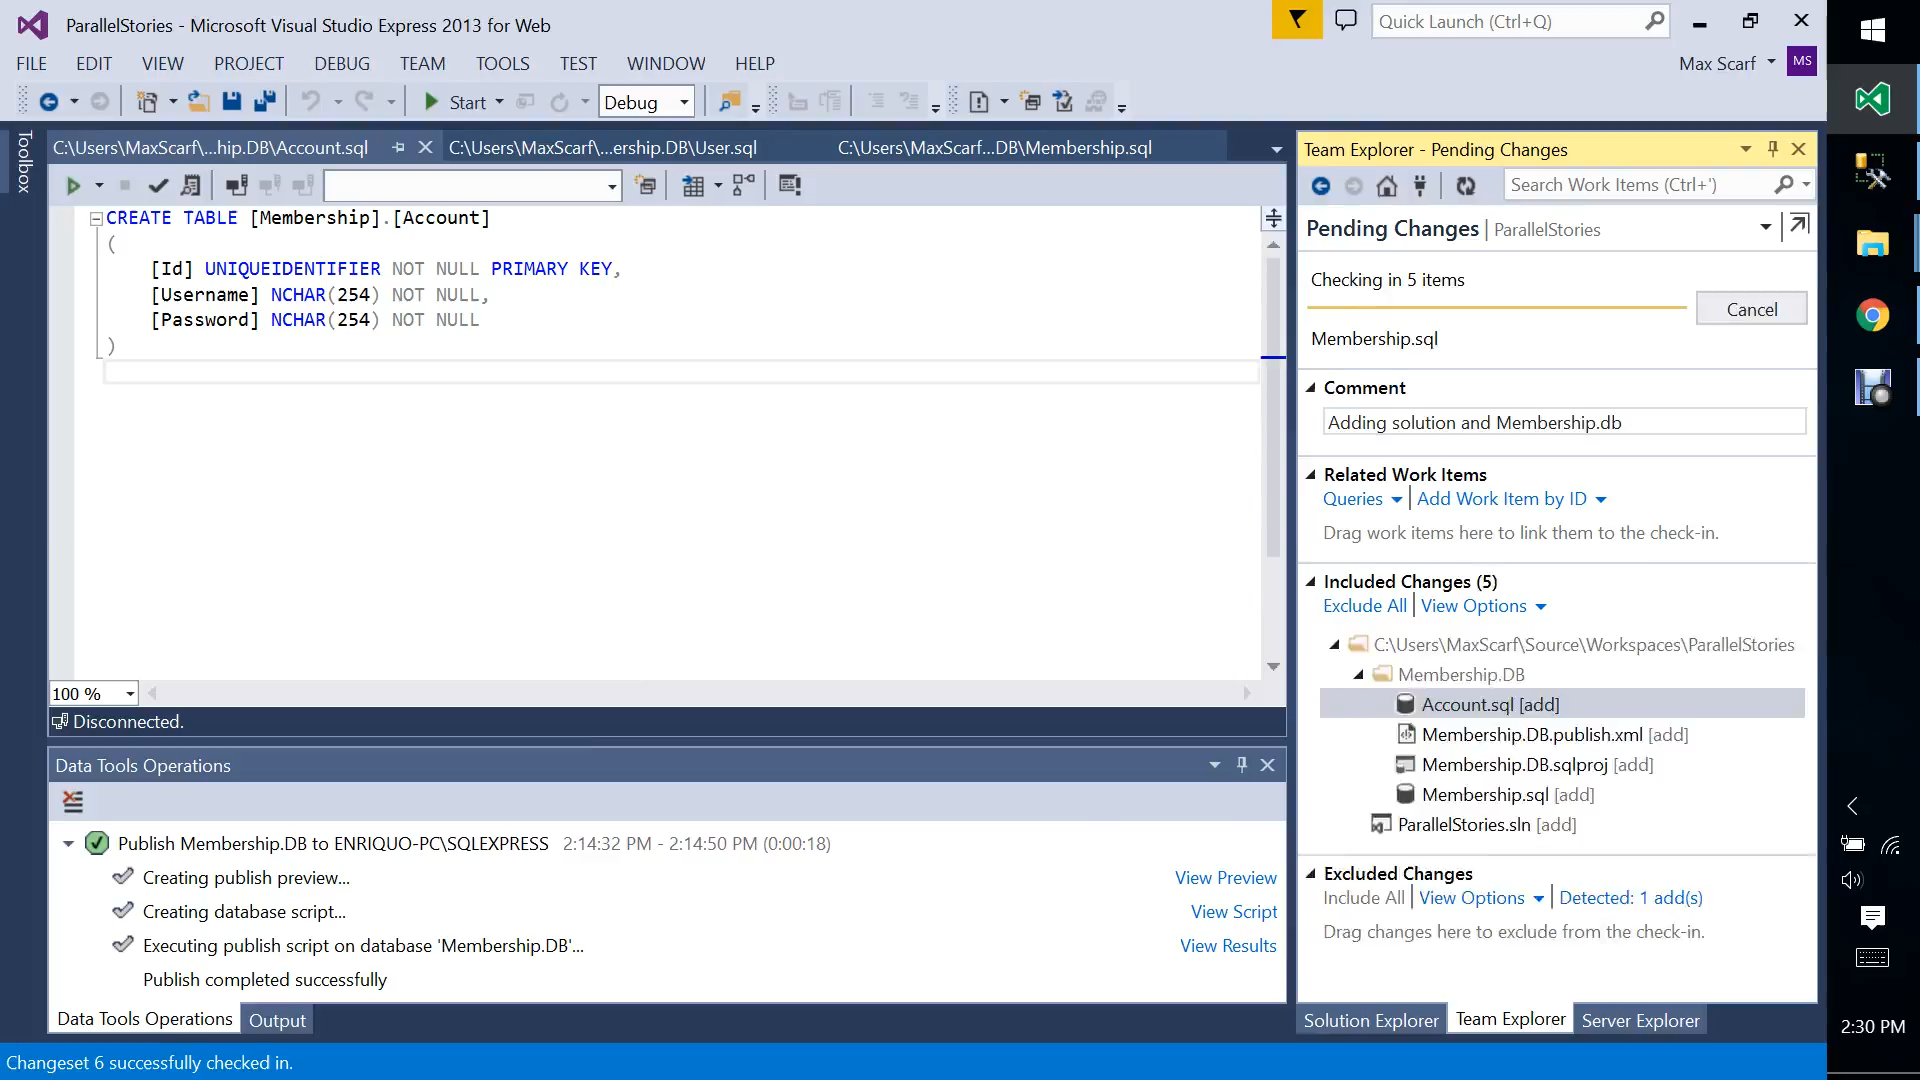 ParallelStories - Microsoft Visual Studio Express 2013 for Web
Quick Launch (Ctrl+Q)
FILE EDIT VIEW PROJECT DEBUG TEAM TOOLS TEST WINDOW HELP
Max Scarf MS
Start Debug
Toolbox
C:\Users\MaxScarf\...hip.DB\Account.sql C:\Users\MaxScarf\...ership.DB\User.sql C:\Users\MaxScarf...DB\Membership.sql
CREATE TABLE [Membership].[Account]
(
[Id] UNIQUEIDENTIFIER NOT NULL PRIMARY KEY,
[Username] NCHAR(254) NOT NULL,
[Password] NCHAR(254) NOT NULL
)
100 %
Disconnected.
Data Tools Operations
Publish Membership.DB to ENRIQUO-PC\SQLEXPRESS 2:14:32 PM - 2:14:50 PM (0:00:18)
Creating publish preview... View Preview
Creating database script... View Script
Executing publish script on database 'Membership.DB'... View Results
Publish completed successfully
Data Tools Operations Output
Changeset 6 successfully checked in.
Team Explorer - Pending Changes
Search Work Items (Ctrl+')
Pending Changes | ParallelStories
Checking in 5 items
Cancel
Membership.sql
Comment
Adding solution and Membership.db
Related Work Items
Queries | Add Work Item by ID
Drag work items here to link them to the check-in.
Included Changes (5)
Exclude All | View Options
C:\Users\MaxScarf\Source\Workspaces\ParallelStories
Membership.DB
Account.sql [add]
Membership.DB.publish.xml [add]
Membership.DB.sqlproj [add]
Membership.sql [add]
ParallelStories.sln [add]
Excluded Changes
Include All | View Options | Detected: 1 add(s)
Drag changes here to exclude from the check-in.
Solution Explorer Team Explorer Server Explorer
2:30 PM